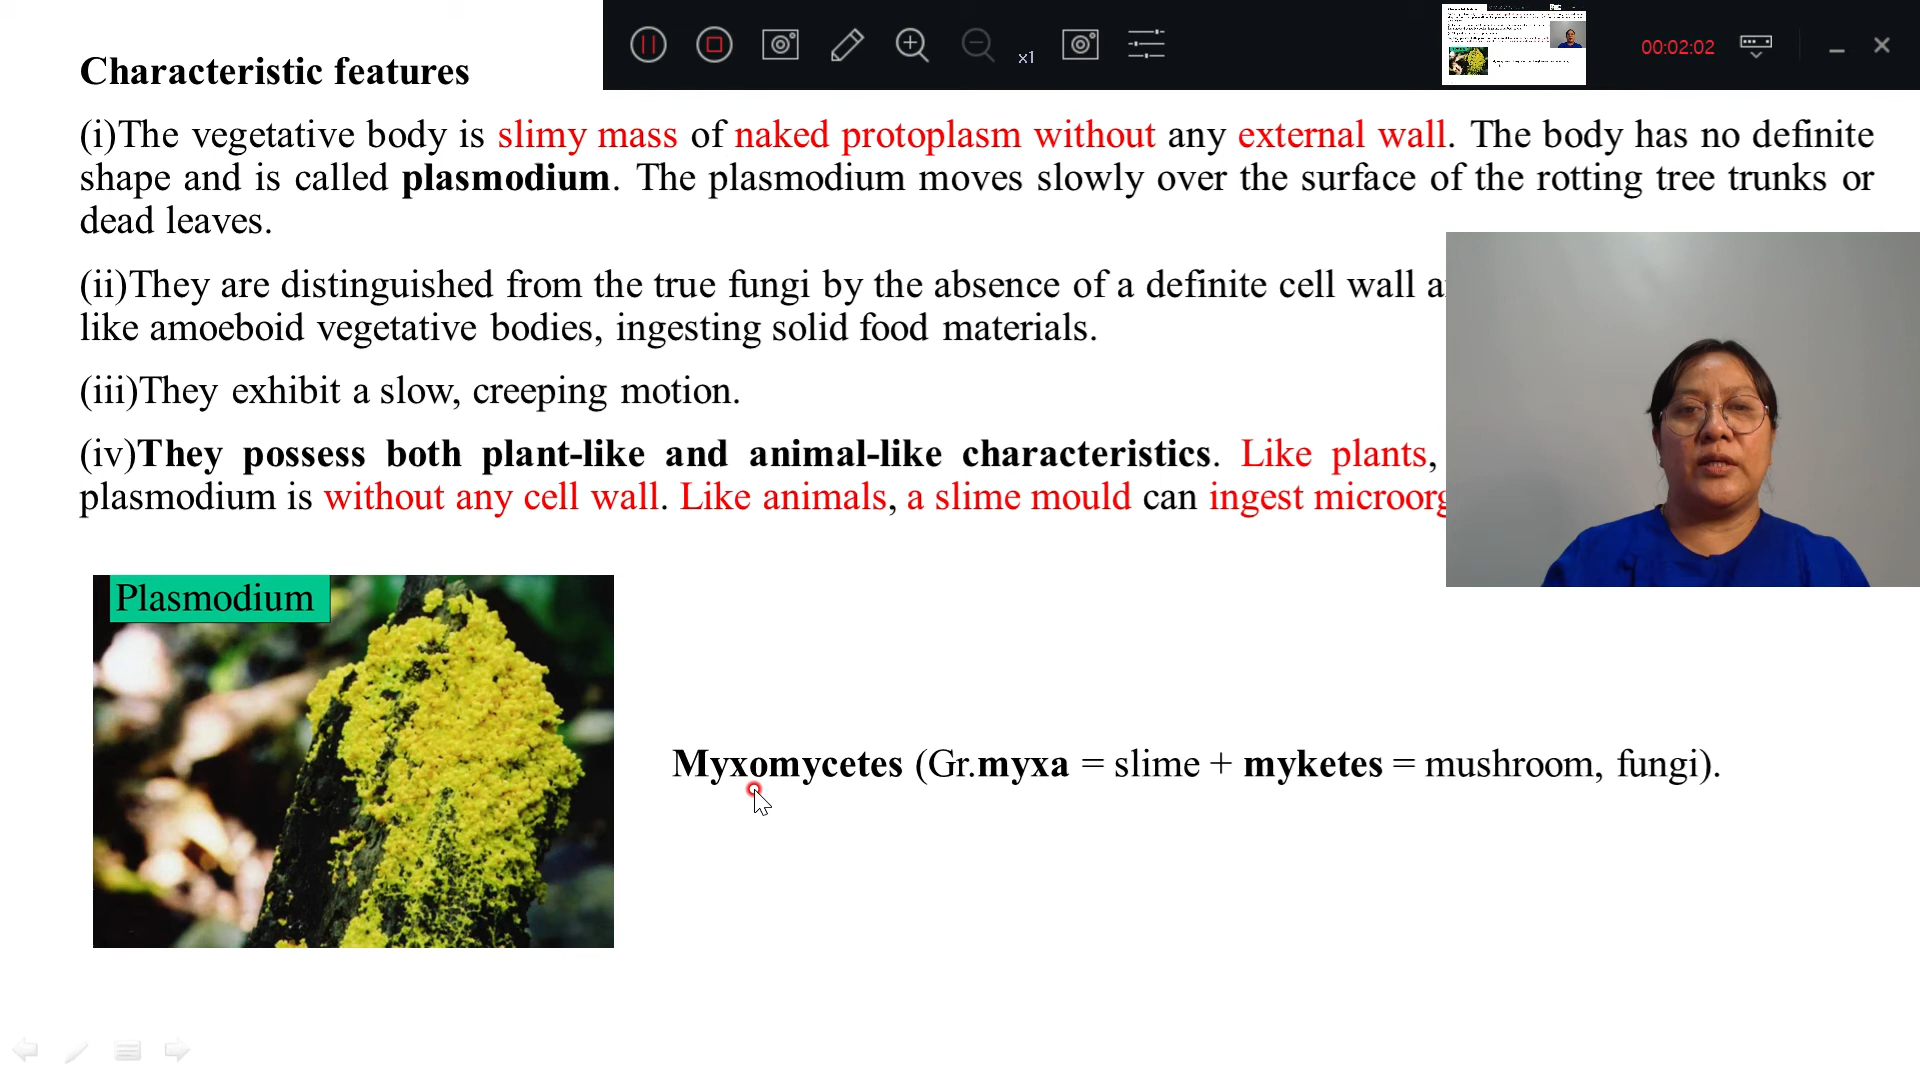 Characteristic features
x1
00:02:02
(i)The vegetative body is slimy mass of naked protoplasm without any external wall. The body has no definite
shape and is called plasmodium. The plasmodium moves slowly over the surface of the rotting tree trunks or
dead leaves.
(ii)They are distinguished from the true fungi by the absence of a definite cell wall
like amoeboid vegetative bodies, ingesting solid food materials.
(iii)They exhibit a slow, creeping motion.
(iv)They possess both plant-like and animal-like characteristics. Like plants,
plasmodium is without any cell wall. Like animals, a slime mould can ingest
Plasmodium
Myxomycetes (Gr.myxa = slime + myketes = mushroom, fungi).